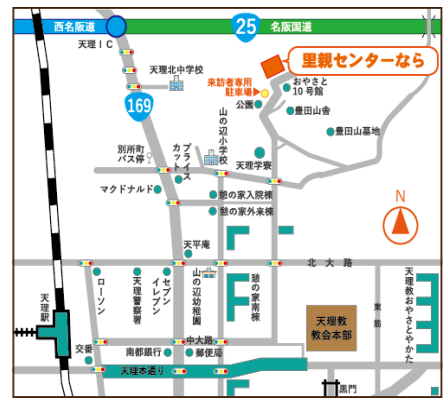 西名阪道
25
名阪国道
天理IC
里親センターなら
天理北中学校
来訪者専用
駐車場
おやさと
10号館
169
公園
豊田山舎
山の辺小学校
豊田山墓地
別所町
バス停
プライス
カット
天理学寮
マクドナルド
憩の家入院棟
憩の家外来棟
N
天平庵
北大路
ローソン
天理警察署
セブン
イレブン
山の辺幼稚園
憩の家南棟
天理教
教会本部
東筋
天理教おやさとやかた
天理駅
中大路
交番
南都銀行
郵便局
天理本通り
黒門